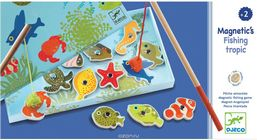 +2
Magnetic's
Fishing
tropic
Pêche aimantée
Magnetic fishing game
Magnet-Angelspiel
Pesca imantada
DJECO